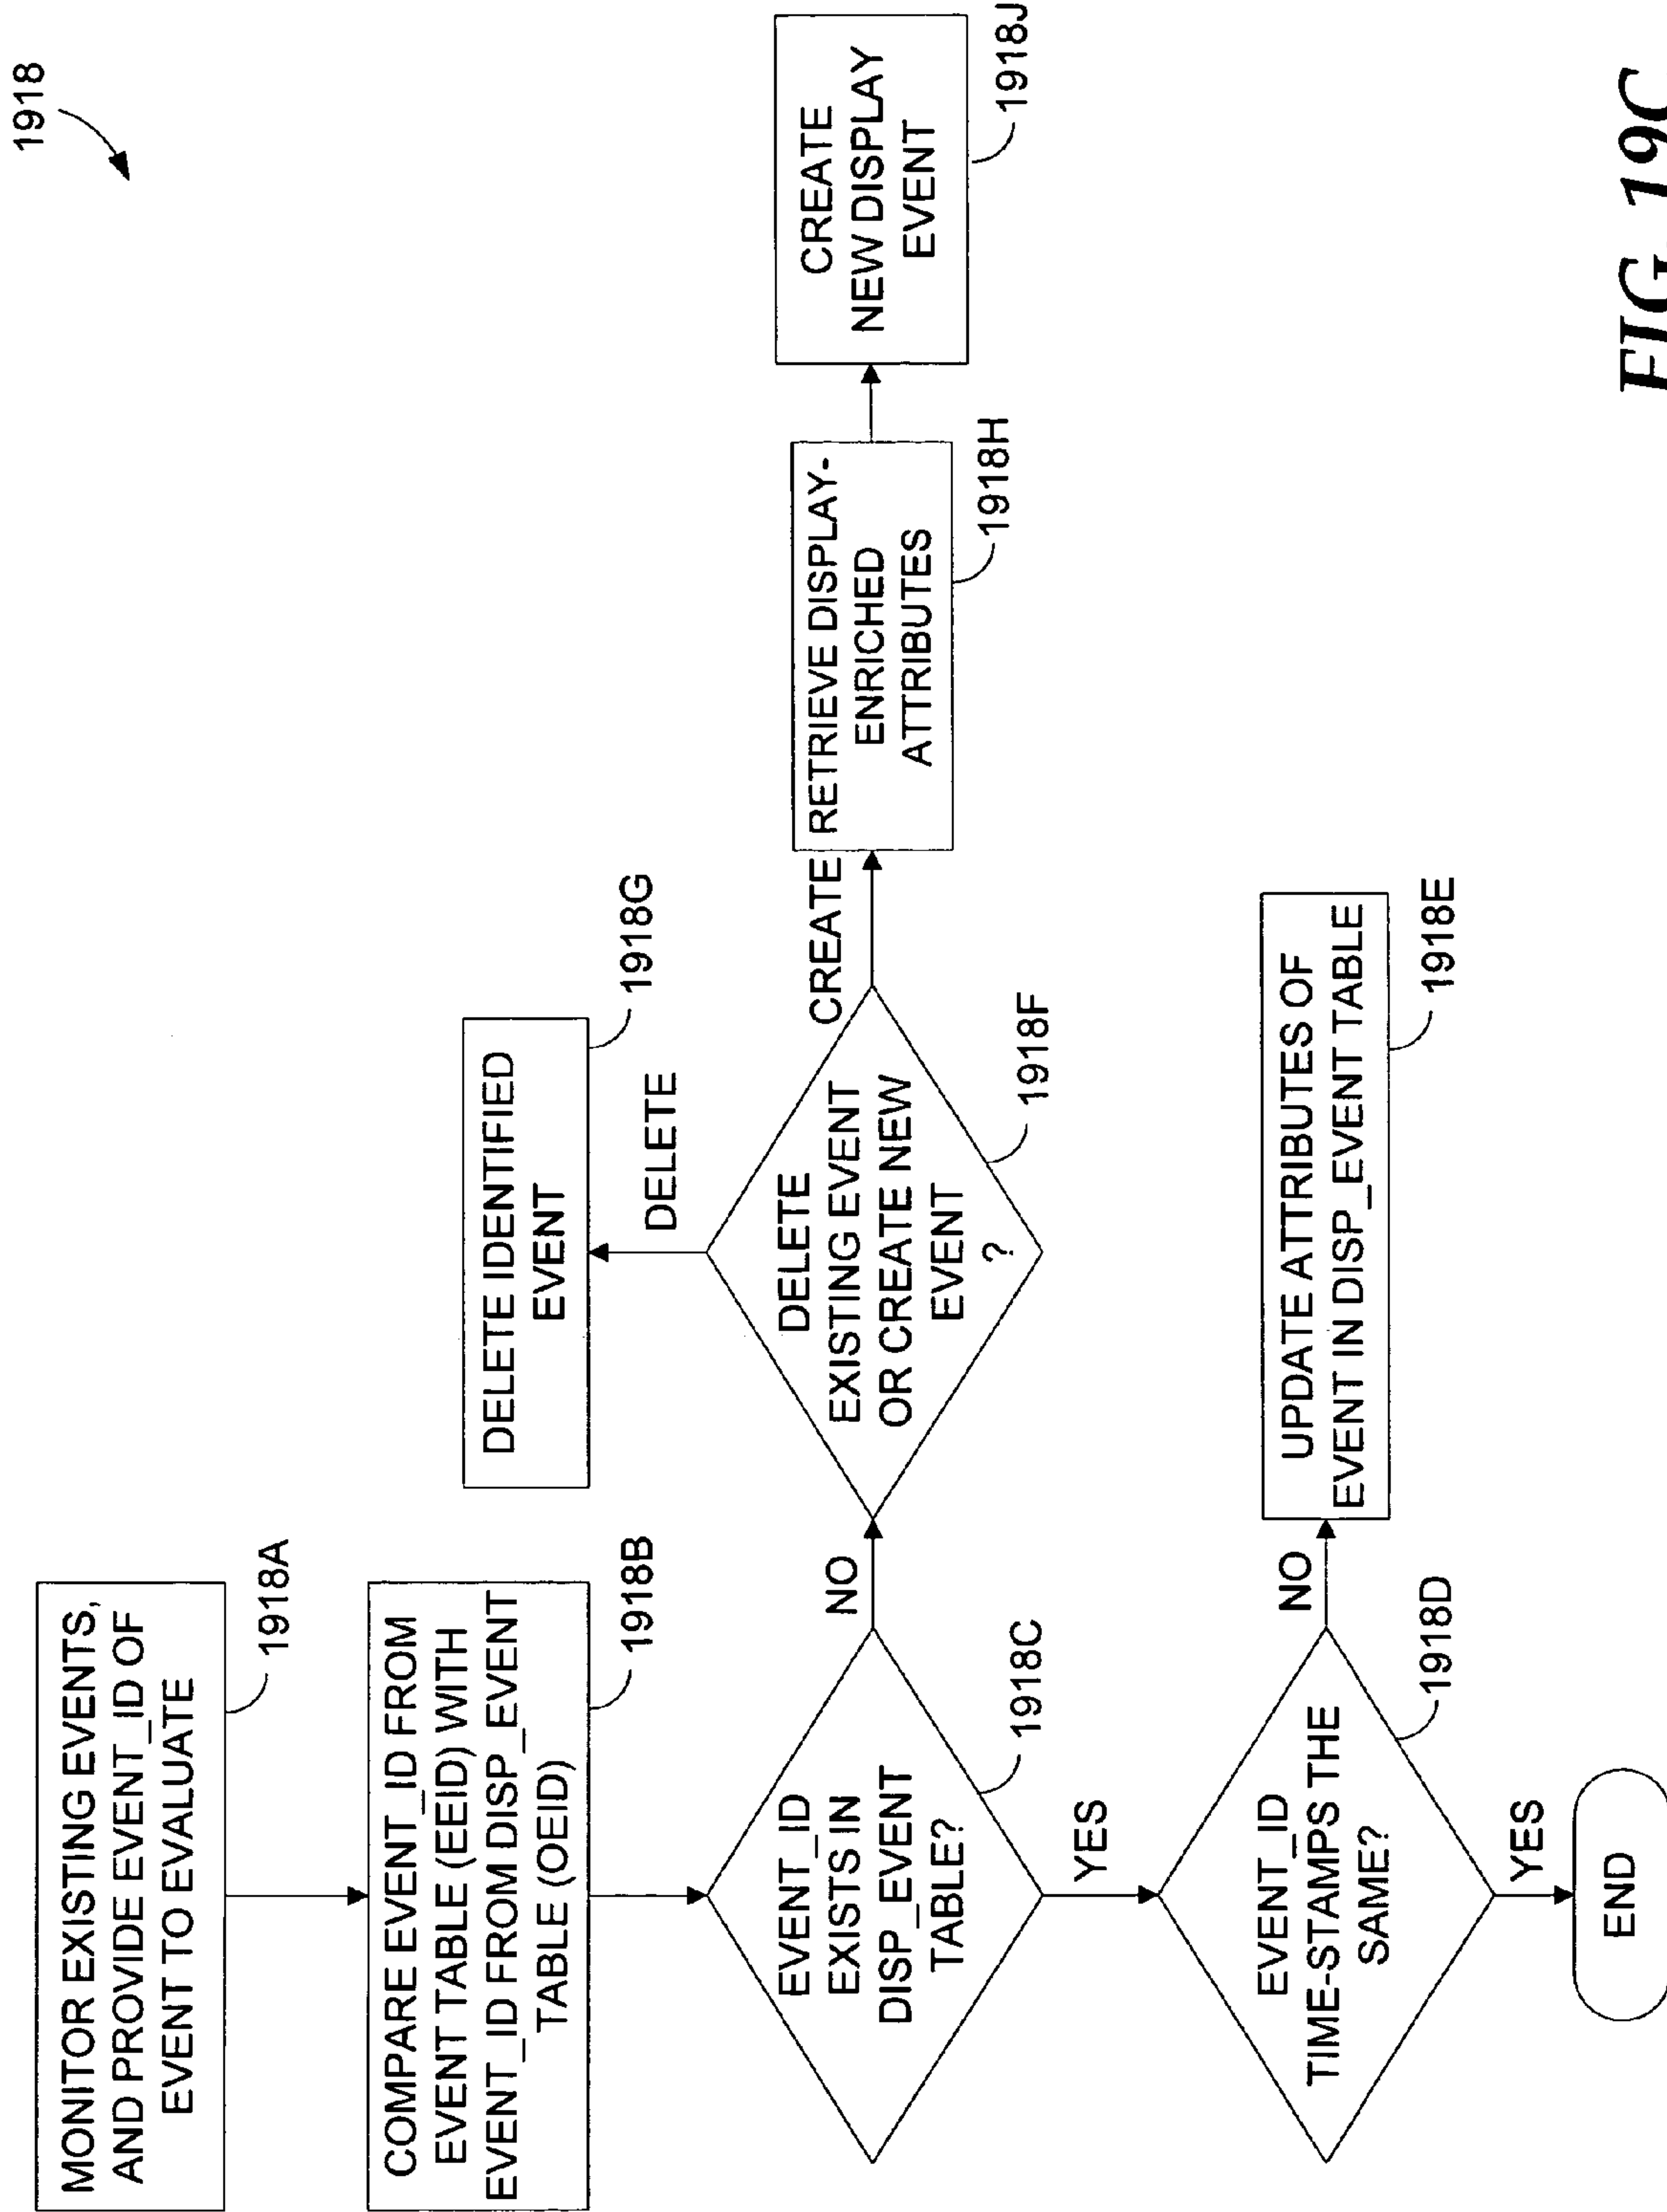 1918
MONITOR EXISTING EVENTS,
AND PROVIDE EVENT_ID OF
EVENT TO EVALUATE
1918A
COMPARE EVENT_ID FROM
EVENT TABLE (EEID) WITH
EVENT_ID FROM DISP_EVENT
TABLE (OEID)
1918B
EVENT_ID
EXISTS IN
DISP_EVENT
TABLE?
1918C
NO
YES
DELETE
EXISTING EVENT
OR CREATE NEW
EVENT
?
1918F
DELETE
DELETE IDENTIFIED
EVENT
1918G
CREATE
RETRIEVE DISPLAY-
ENRICHED
ATTRIBUTES
1918H
CREATE
NEW DISPLAY
EVENT
1918J
EVENT_ID
TIME-STAMPS THE
SAME?
1918D
NO
UPDATE ATTRIBUTES OF
EVENT IN DISP_EVENT TABLE
1918E
YES
END
FIG. 19C